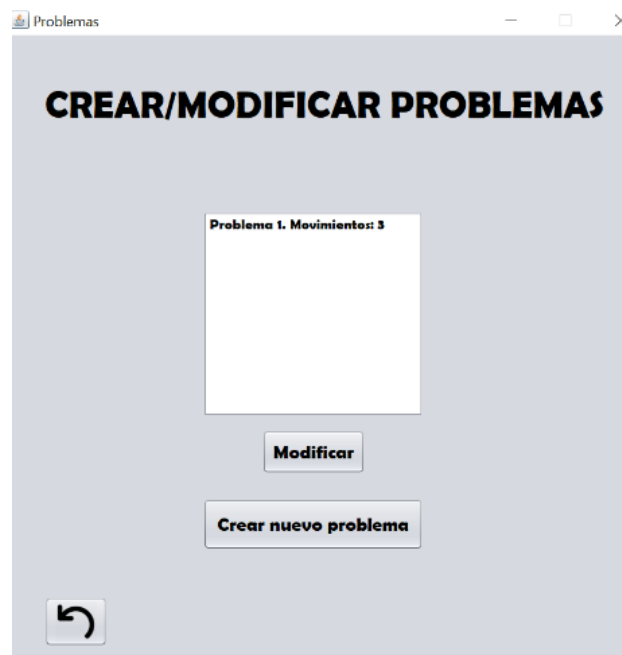 Problemas
CREAR/MODIFICAR PROBLEMAS
Problema 1. Movimientos: 3
Modificar
Crear nuevo problema